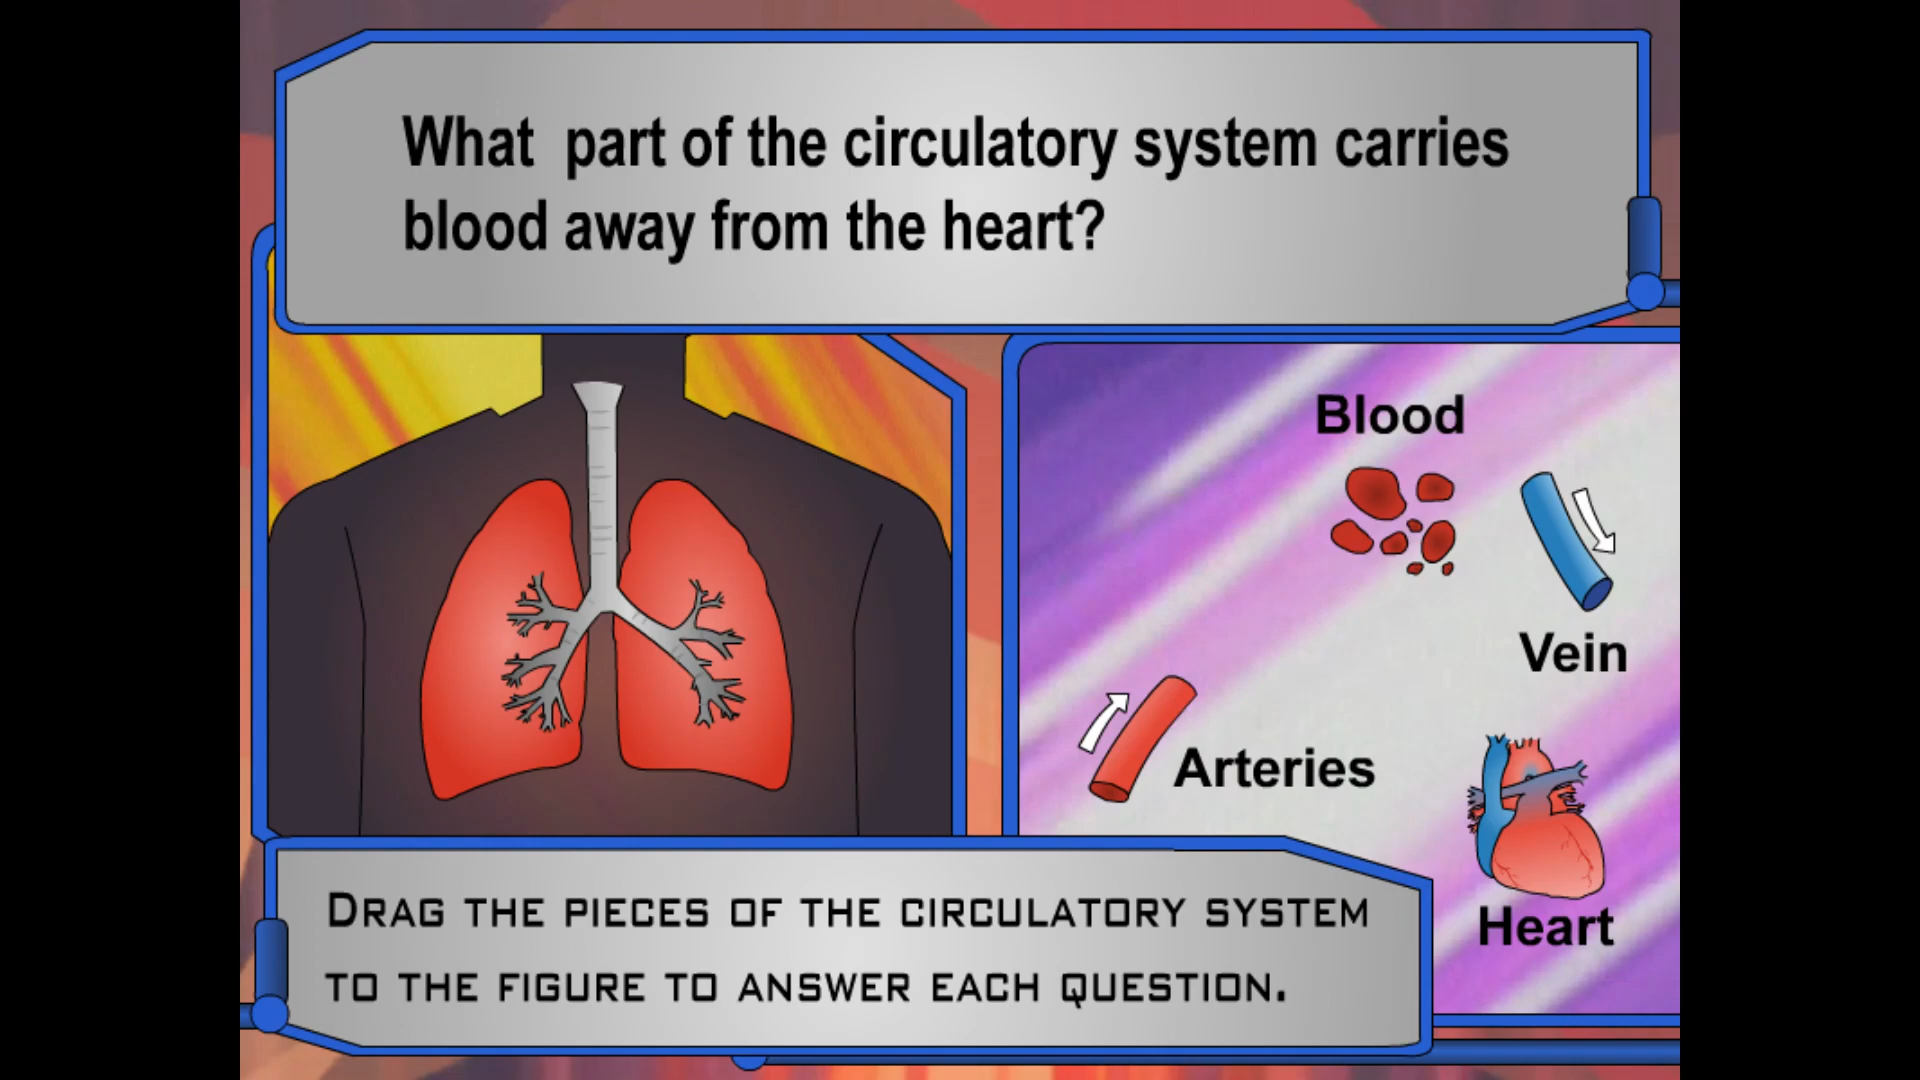 What part of the circulatory system carries
blood away from the heart?
Blood
Vein
Arteries
Heart
DRAG THE PIECES OF THE CIRCULATORY SYSTEM
TO THE FIGURE TO ANSWER EACH QUESTION.